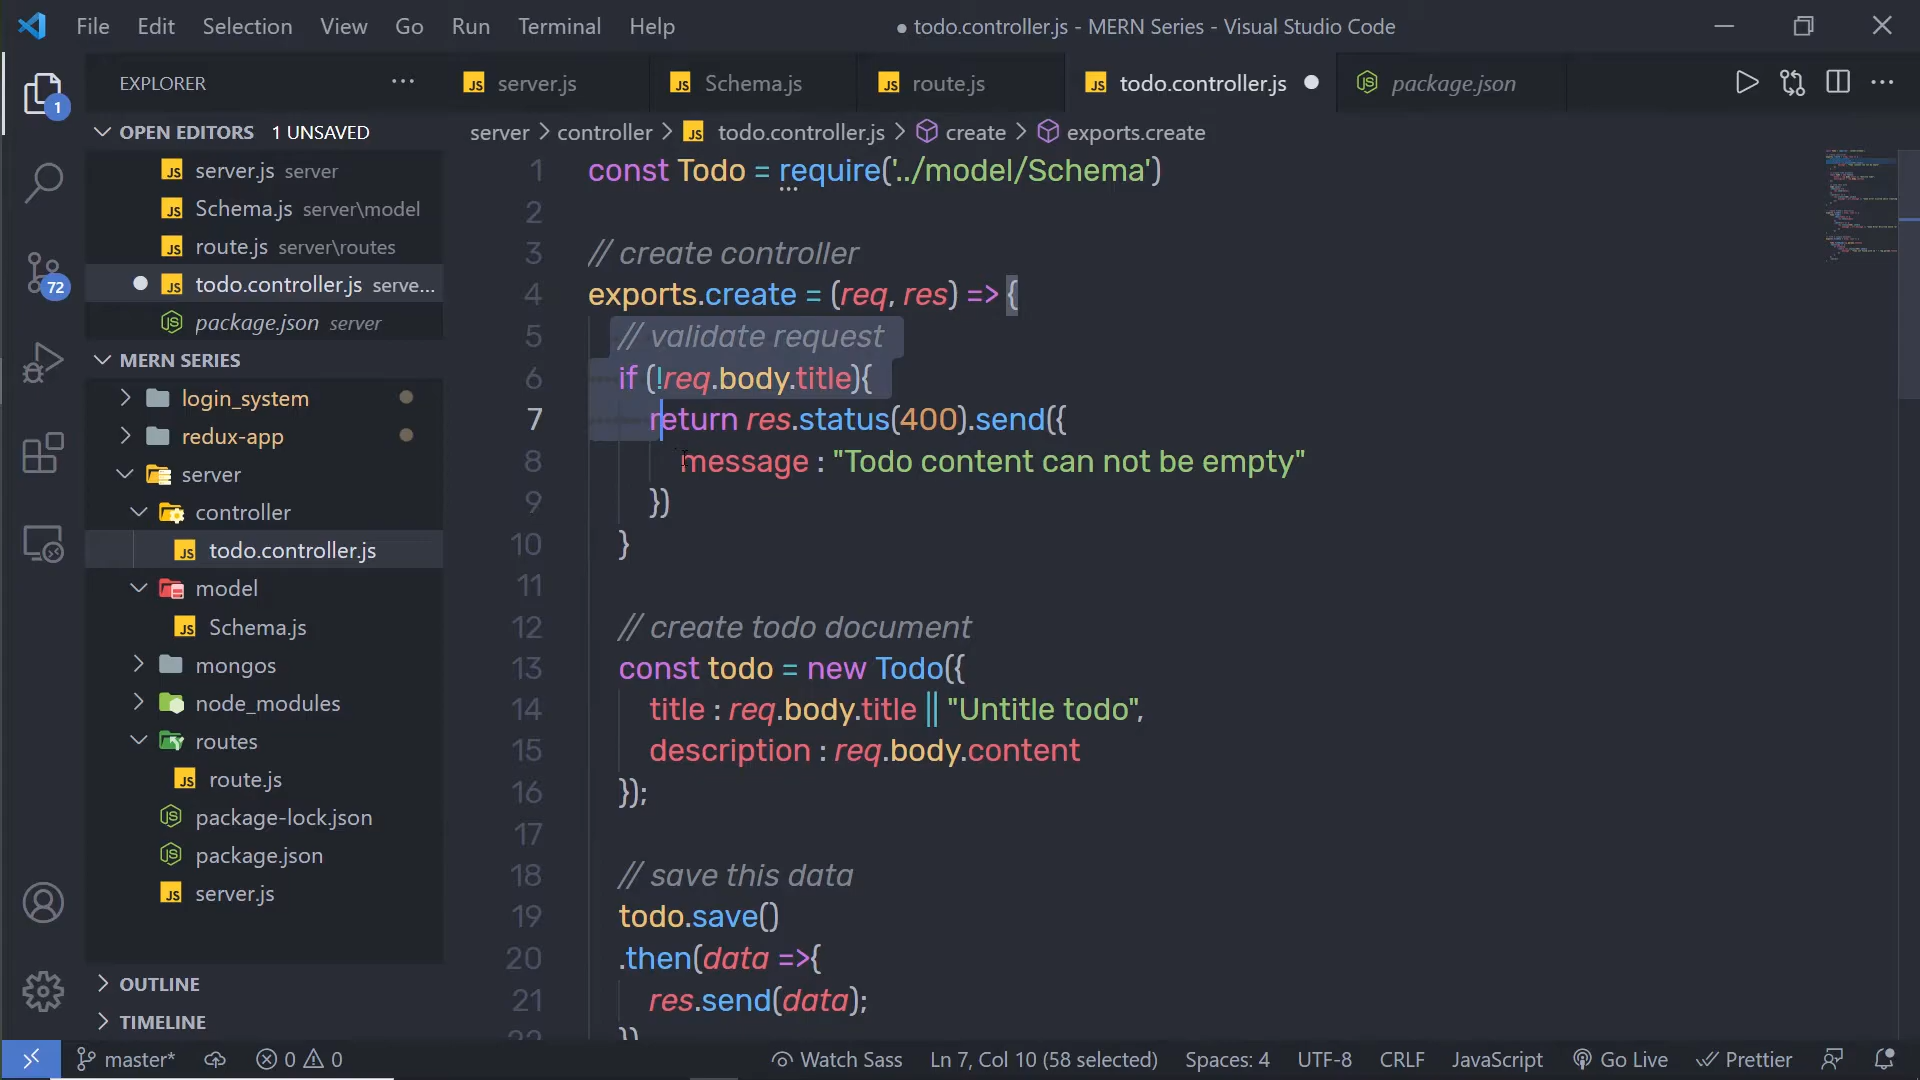 File Edit Selection View Go Run Terminal Help
● todo.controller.js - MERN Series - Visual Studio Code
EXPLORER
OPEN EDITORS 1 UNSAVED
server.js server
Schema.js server\model
route.js server\routes
todo.controller.js serve...
package.json server
MERN SERIES
login_system
redux-app
server
controller
todo.controller.js
model
Schema.js
mongos
node_modules
routes
route.js
package-lock.json
package.json
server.js
OUTLINE
TIMELINE
1
72
server.js
Schema.js
route.js
todo.controller.js
package.json
server > controller > todo.controller.js > create > exports.create
1 const Todo = require('../model/Schema')
2
3 // create controller
4 exports.create = (req, res) => {
5 // validate request
6 if (!req.body.title){
7 return res.status(400).send({
8 message : "Todo content can not be empty"
9 })
10 }
11
12 // create todo document
13 const todo = new Todo({
14 title : req.body.title || "Untitle todo",
15 description : req.body.content
16 });
17
18 // save this data
19 todo.save()
20 .then(data =>{
21 res.send(data);
22 })
master* 0 0 Watch Sass Ln 7, Col 10 (58 selected) Spaces: 4 UTF-8 CRLF JavaScript Go Live Prettier